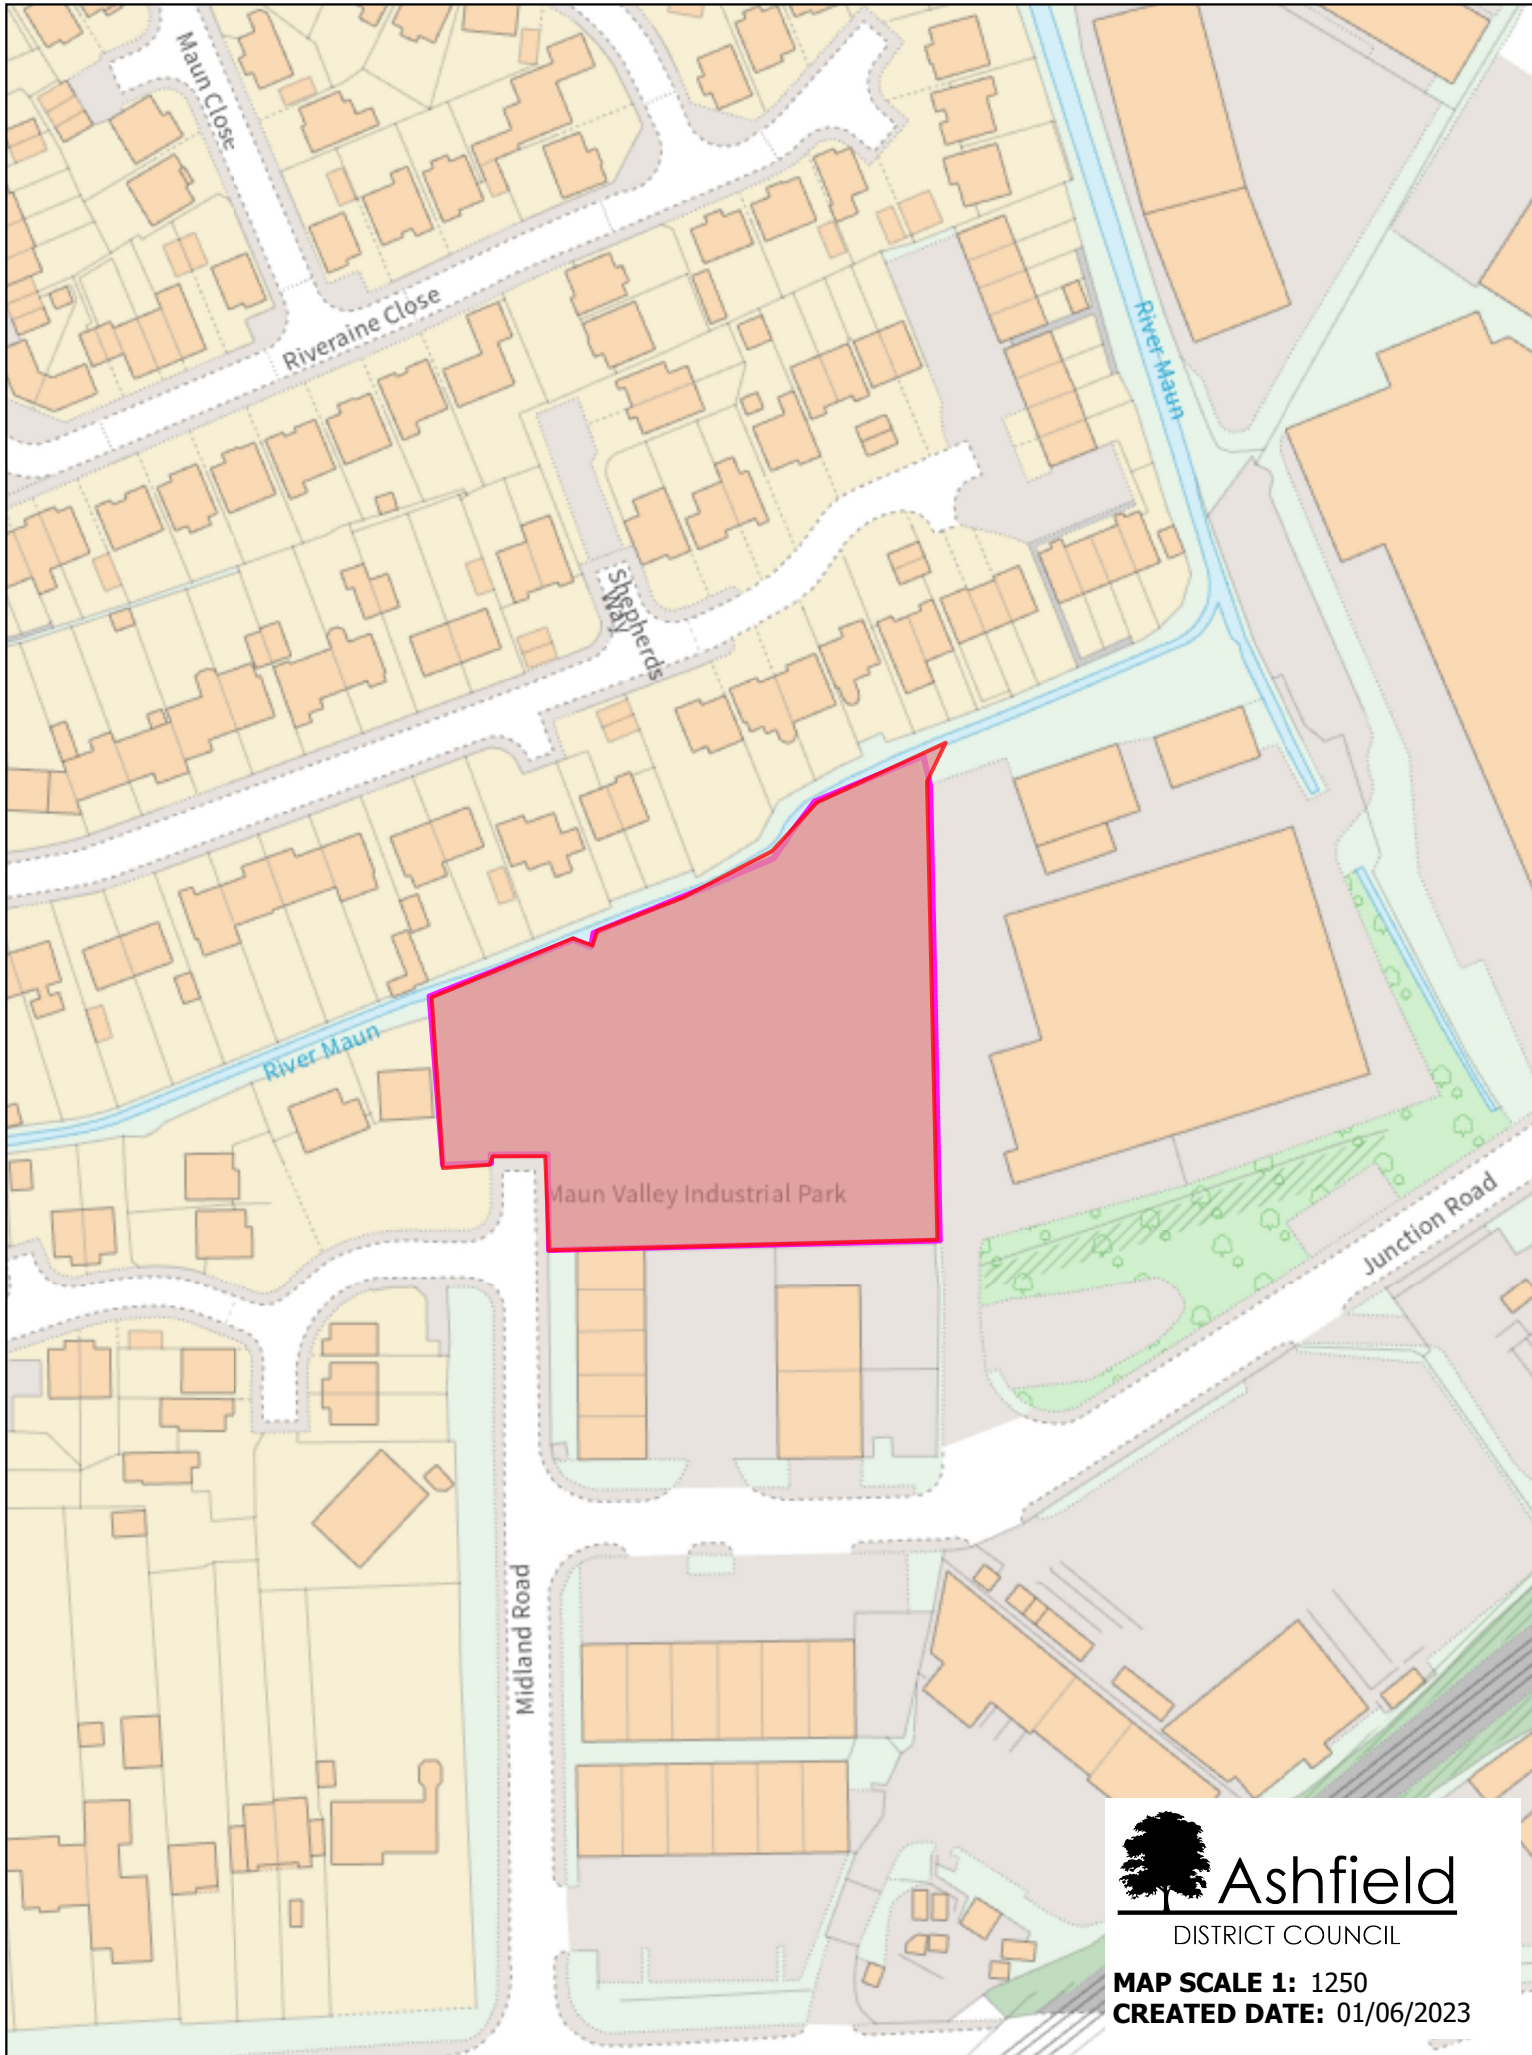 Maun Close
Riveraine Close
River Maun
Shepherds
Way
River Maun
Maun Valley Industrial Park
Junction Road
Midland Road
Ashfield
DISTRICT COUNCIL
MAP SCALE 1: 1250
CREATED DATE: 01/06/2023